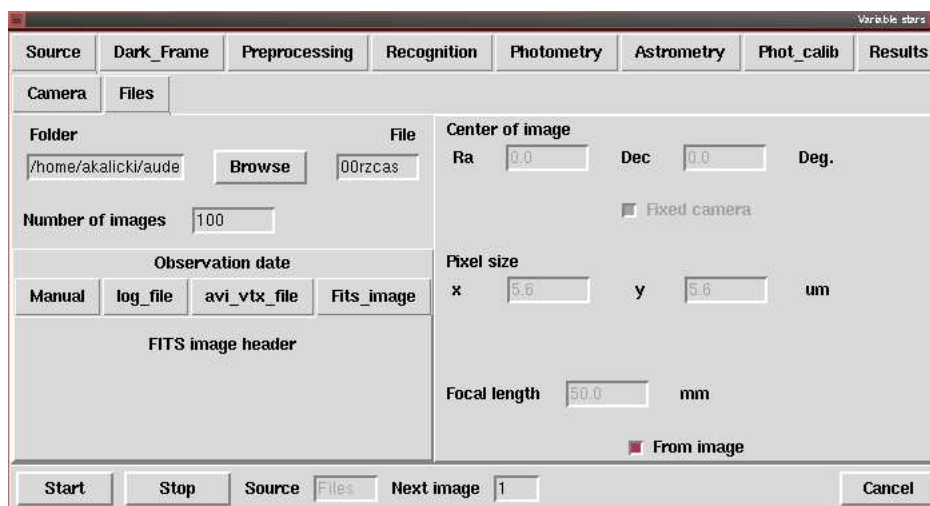 Variable stars
Source Dark_Frame Preprocessing Recognition Photometry Astrometry Phot_calib Results
Camera Files
Folder File
/home/akalicki/aude Browse 00rzcas
Number of images 100
Observation date
Manual log_file avi_vtx_file Fits_image
FITS image header
Center of image
Ra 0.0 Dec 0.0 Deg.
Fixed camera
Pixel size
x 5.6 y 5.6 um
Focal length 50.0 mm
From image
Start Stop Source Files Next image 1 Cancel